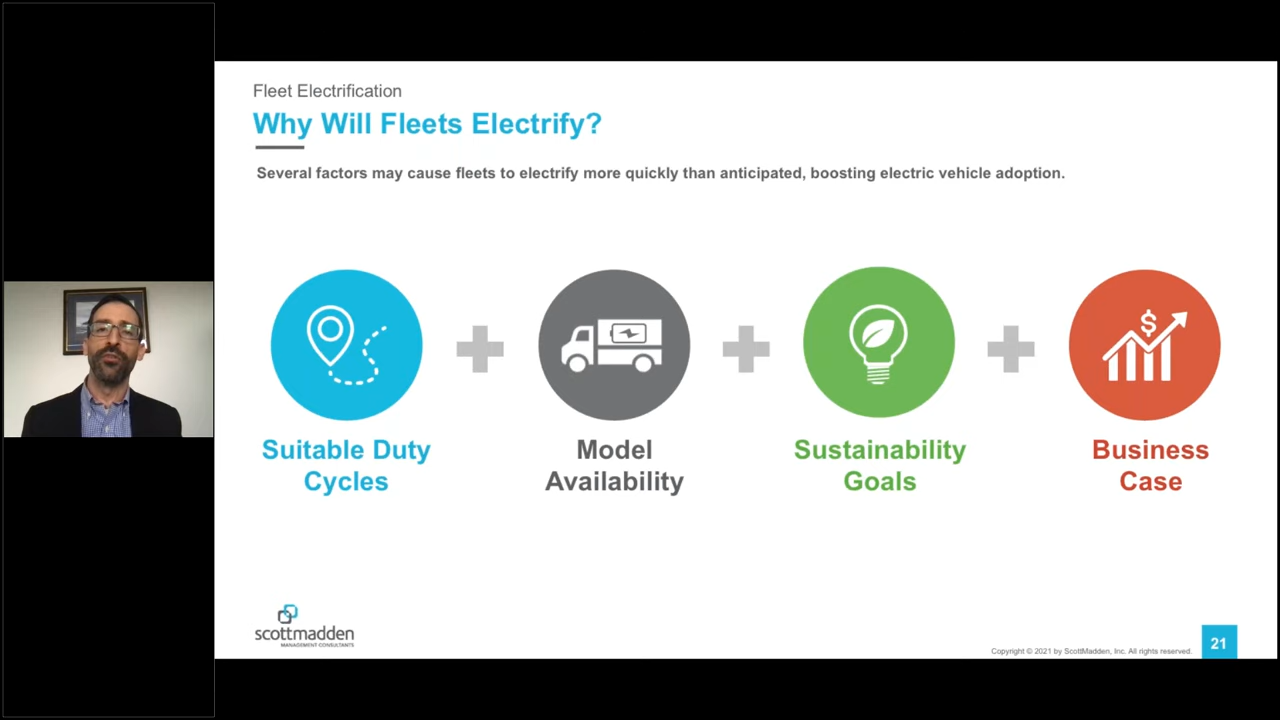 Fleet Electrification
Why Will Fleets Electrify?
Several factors may cause fleets to electrify more quickly than anticipated, boosting electric vehicle adoption.
$
Suitable Duty
Cycles
Model
Availability
Sustainability
Goals
Business
Case
scottmadden
MANAGEMENT CONSULTANTS
Copyright © 2021 by ScottMadden, Inc. All rights reserved.
21